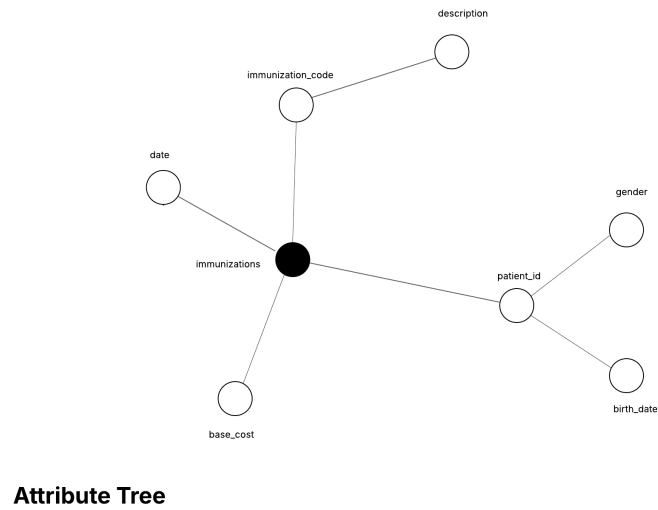 description
immunization_code
date
gender
immunizations
patient_id
birth_date
base_cost
Attribute Tree